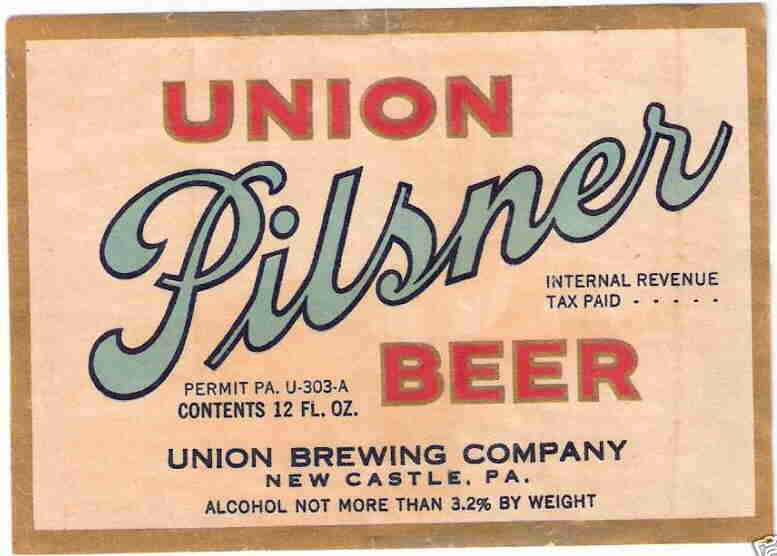 UNION
Pilsner
INTERNAL REVENUE
TAX PAID - - - - -
BEER
PERMIT PA. U-303-A
CONTENTS 12 FL. OZ.
UNION BREWING COMPANY
NEW CASTLE, PA.
ALCOHOL NOT MORE THAN 3.2% BY WEIGHT